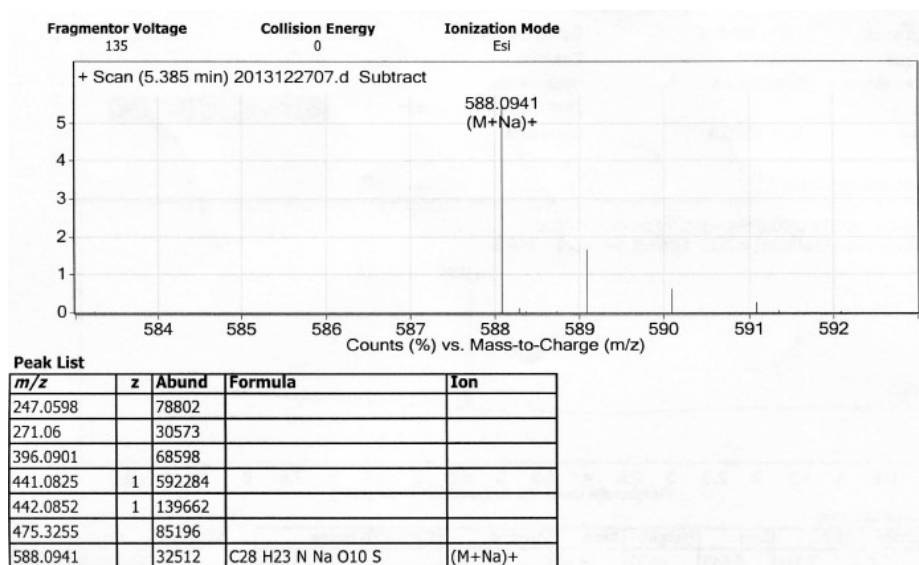 Fragmentor Voltage Collision Energy Ionization Mode
135 0 Esi
+ Scan (5.385 min) 2013122707.d Subtract
588.0941
(M+Na)+
5
4
3
2
1
0
584 585 586 587 588 589 590 591 592
Counts (%) vs. Mass-to-Charge (m/z)
Peak List
m/z z Abund Formula Ion
247.0598 78802
271.06 30573
396.0901 68598
441.0825 1 592284
442.0852 1 139662
475.3255 85196
588.0941 32512 C28 H23 N Na O10 S (M+Na)+